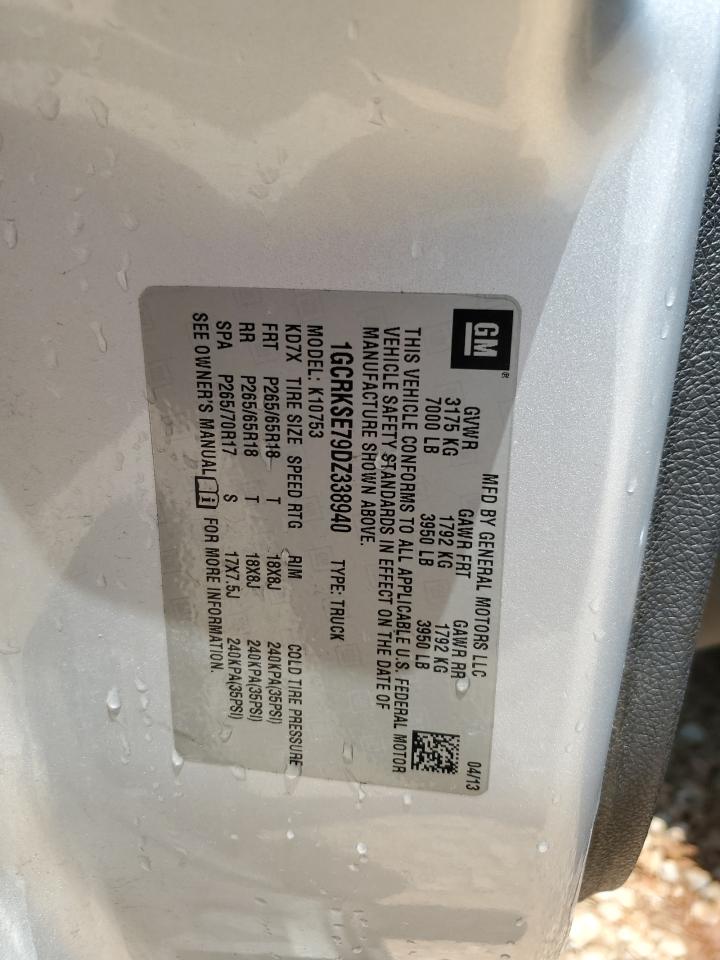 GM®
MFD BY GENERAL MOTORS LLC 04/13
GVWR GAWR FRT GAWR RR
3175 KG 1792 KG 1792 KG
7000 LB 3950 LB 3950 LB
THIS VEHICLE CONFORMS TO ALL APPLICABLE U.S. FEDERAL MOTOR
VEHICLE SAFETY STANDARDS IN EFFECT ON THE DATE OF
MANUFACTURE SHOWN ABOVE.
1GCRKSE79DZ338940 TYPE: TRUCK
MODEL: K10753
KD7X TIRE SIZE SPEED RTG RIM COLD TIRE PRESSURE
FRT P265/65R18 T 18X8J 240KPA(35PSI)
RR P265/65R18 T 18X8J 240KPA(35PSI)
SPA P265/70R17 S 17X7.5J 240KPA(35PSI)
SEE OWNER'S MANUAL FOR MORE INFORMATION.